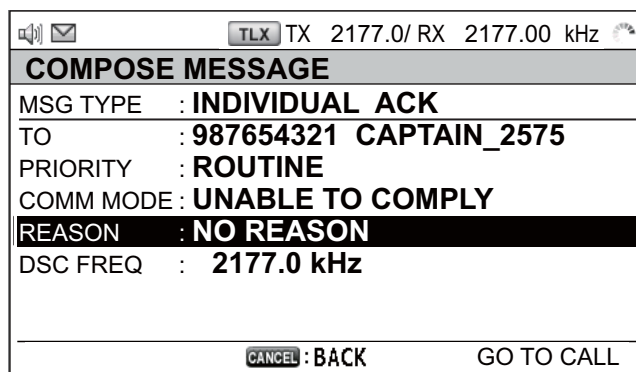 TLX TX 2177.0/ RX 2177.00 kHz
COMPOSE MESSAGE
MSG TYPE : INDIVIDUAL ACK
TO : 987654321 CAPTAIN_2575
PRIORITY : ROUTINE
COMM MODE : UNABLE TO COMPLY
REASON : NO REASON
DSC FREQ : 2177.0 kHz
CANCEL : BACK GO TO CALL